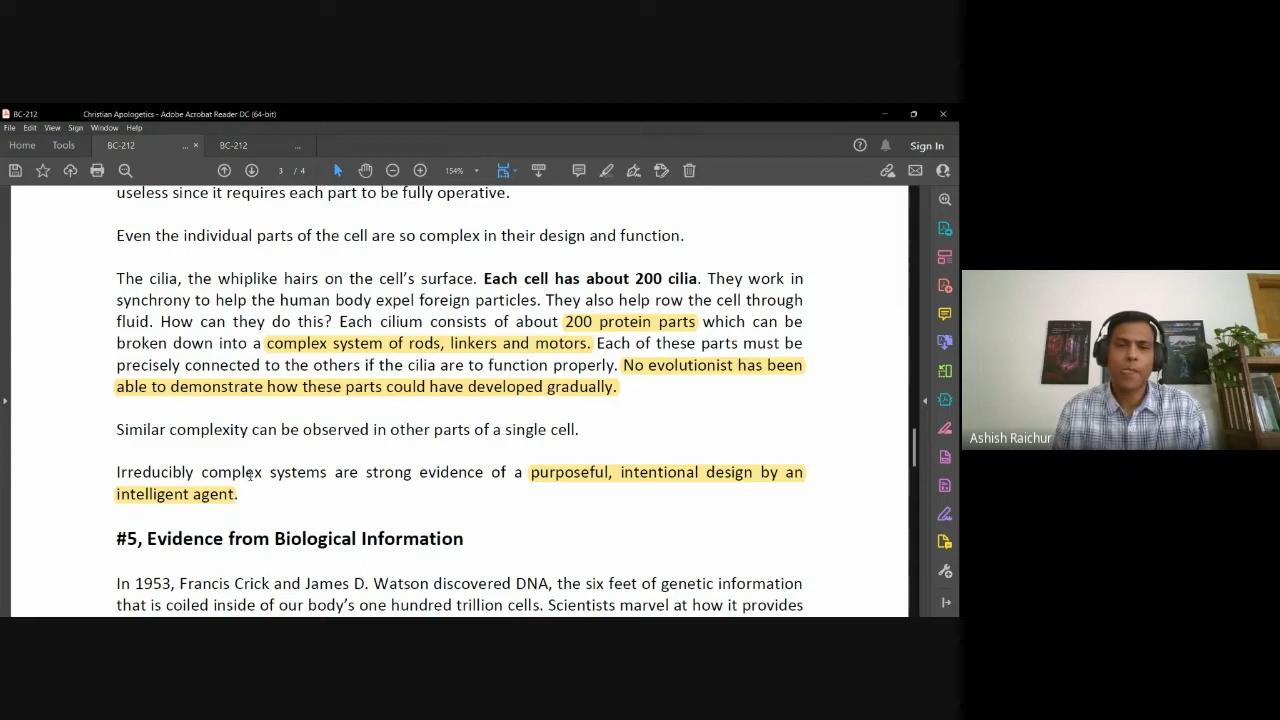 BC-212
Christian Apologetics - Adobe Acrobat Reader DC (64-bit)
File Edit View Sign Window Help
Home Tools BC-212 ... × BC-212 ... Sign In
3 / 4 154%
useless since it requires each part to be fully operative.
Even the individual parts of the cell are so complex in their design and function.
The cilia, the whiplike hairs on the cell’s surface. Each cell has about 200 cilia. They work in
synchrony to help the human body expel foreign particles. They also help row the cell through
fluid. How can they do this? Each cilium consists of about 200 protein parts which can be
broken down into a complex system of rods, linkers and motors. Each of these parts must be
precisely connected to the others if the cilia are to function properly. No evolutionist has been
able to demonstrate how these parts could have developed gradually.
Similar complexity can be observed in other parts of a single cell.
Irreducibly complex systems are strong evidence of a purposeful, intentional design by an
intelligent agent.
#5, Evidence from Biological Information
In 1953, Francis Crick and James D. Watson discovered DNA, the six feet of genetic information
that is coiled inside of our body’s one hundred trillion cells. Scientists marvel at how it provides
Ashish Raichur